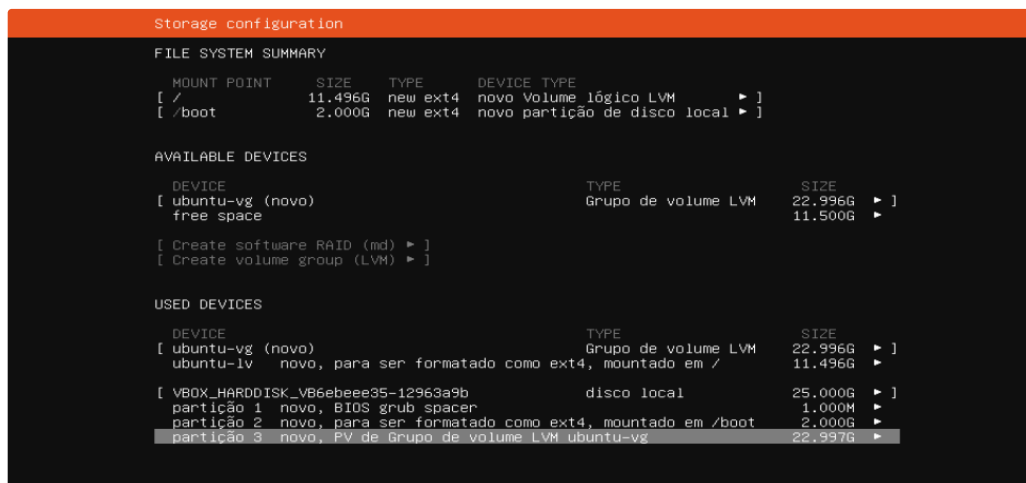 Storage configuration
FILE SYSTEM SUMMARY
MOUNT POINT SIZE TYPE DEVICE TYPE
[ / 11.496G new ext4 novo Volume lógico LVM ► ]
[ /boot 2.000G new ext4 novo partição de disco local ► ]
AVAILABLE DEVICES
DEVICE TYPE SIZE
[ ubuntu-vg (novo) Grupo de volume LVM 22.996G ► ]
free space 11.500G ►
[ Create software RAID (md) ► ]
[ Create volume group (LVM) ► ]
USED DEVICES
DEVICE TYPE SIZE
[ ubuntu-vg (novo) Grupo de volume LVM 22.996G ► ]
ubuntu-lv novo, para ser formatado como ext4, mountado em / 11.496G ►
[ VBOX_HARDDISK_VB6ebeee35-12963a9b disco local 25.000G ► ]
partição 1 novo, BIOS grub spacer 1.000M ►
partição 2 novo, para ser formatado como ext4, mountado em /boot 2.000G ►
partição 3 novo, PV de Grupo de volume LVM ubuntu-vg 22.997G ►